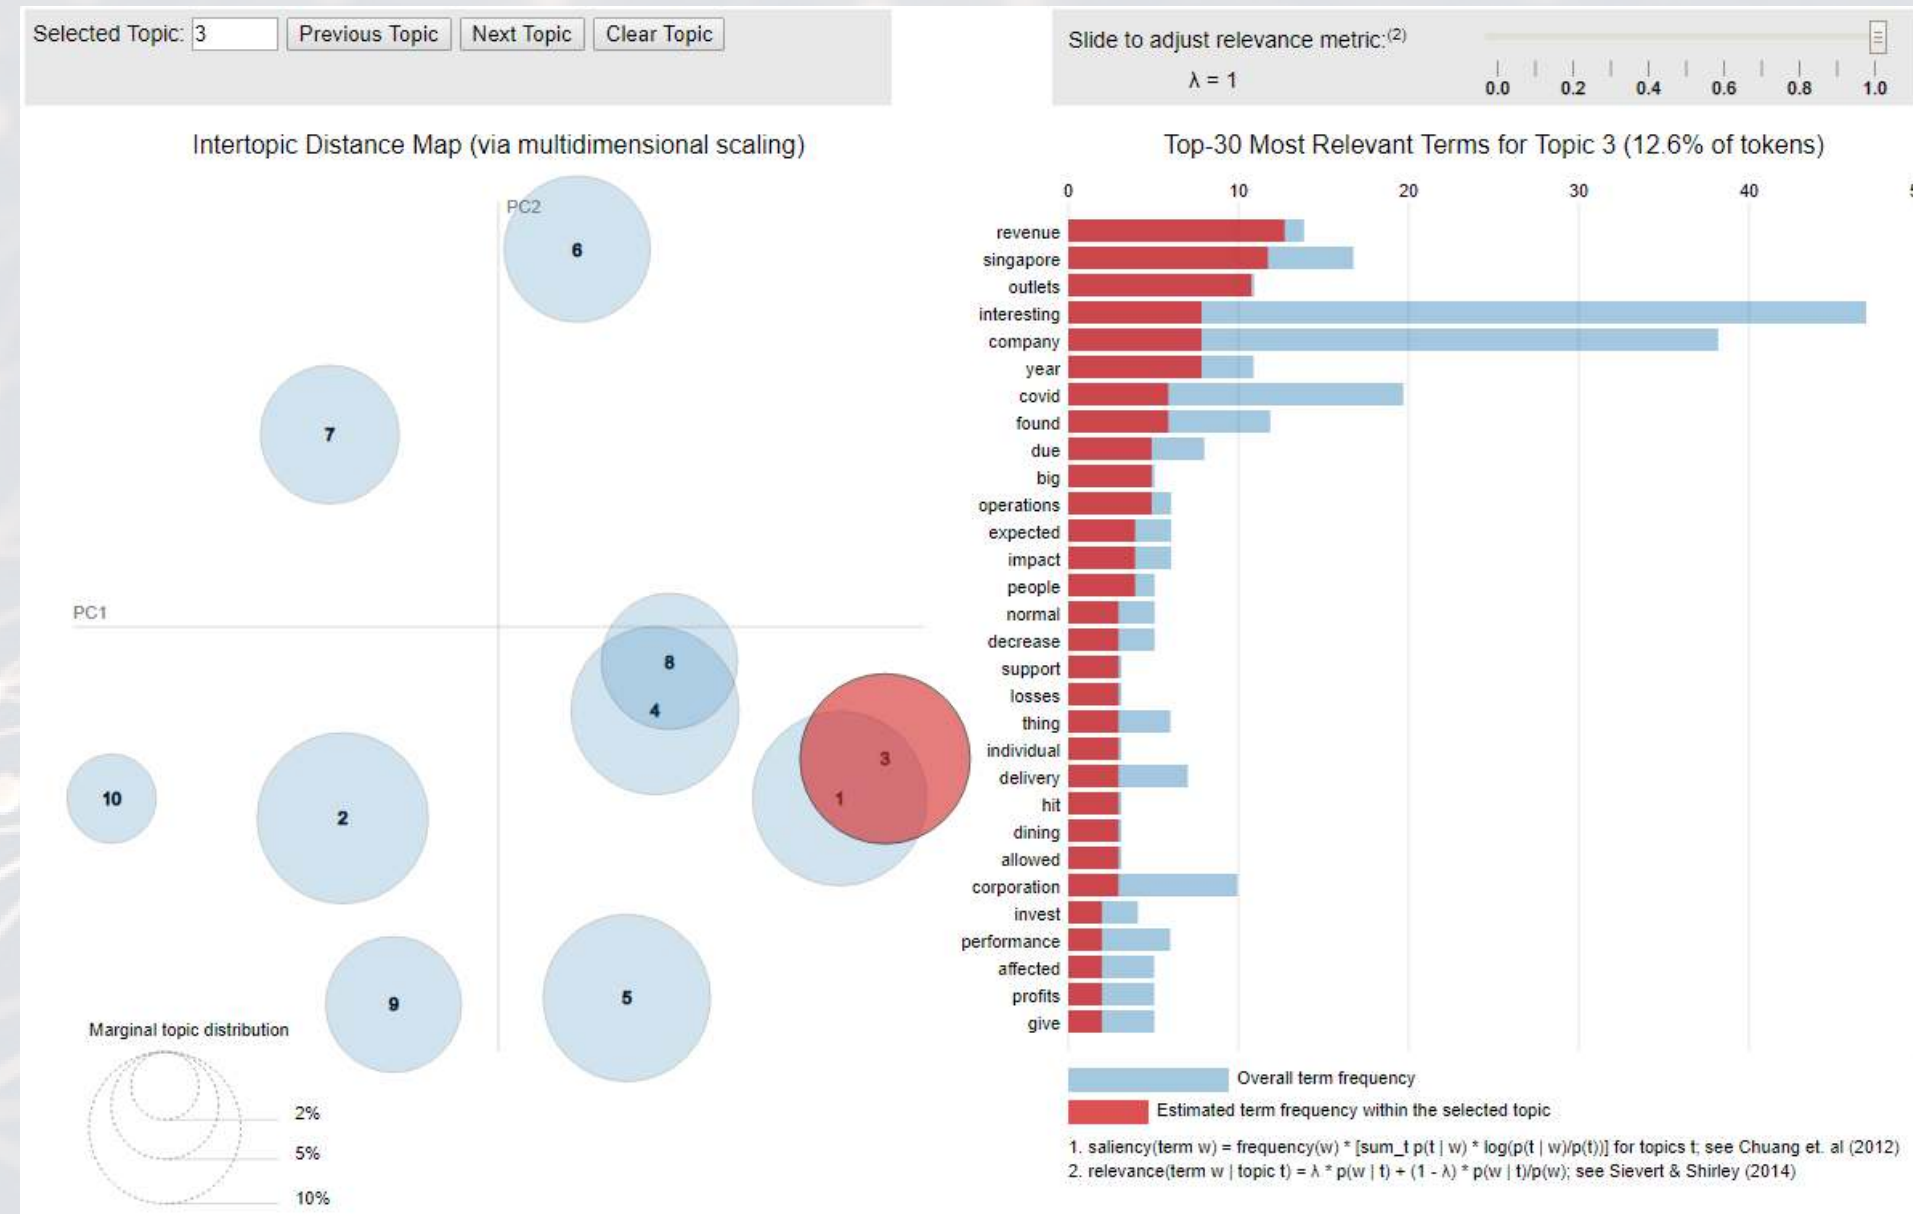 Selected Topic: 3 Previous Topic Next Topic Clear Topic
Slide to adjust relevance metric:(2)
λ = 1
0.0 0.2 0.4 0.6 0.8 1.0
Intertopic Distance Map (via multidimensional scaling)
PC2
PC1
6
7
8
4
3
1
10
2
9
5
Marginal topic distribution
2%
5%
10%
Top-30 Most Relevant Terms for Topic 3 (12.6% of tokens)
0 10 20 30 40
revenue
singapore
outlets
interesting
company
year
covid
found
due
big
operations
expected
impact
people
normal
decrease
support
losses
thing
individual
delivery
hit
dining
allowed
corporation
invest
performance
affected
profits
give
Overall term frequency
Estimated term frequency within the selected topic
1. saliency(term w) = frequency(w) * [sum_t p(t | w) * log(p(t | w)/p(t))] for topics t; see Chuang et. al (2012)
2. relevance(term w | topic t) = λ * p(w | t) + (1 - λ) * p(w | t)/p(w); see Sievert & Shirley (2014)